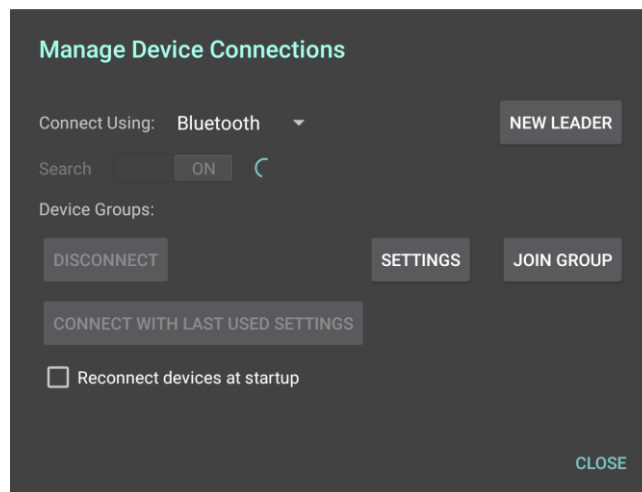 Manage Device Connections
Connect Using: Bluetooth NEW LEADER
Search ON
Device Groups:
DISCONNECT SETTINGS JOIN GROUP
CONNECT WITH LAST USED SETTINGS
Reconnect devices at startup
CLOSE